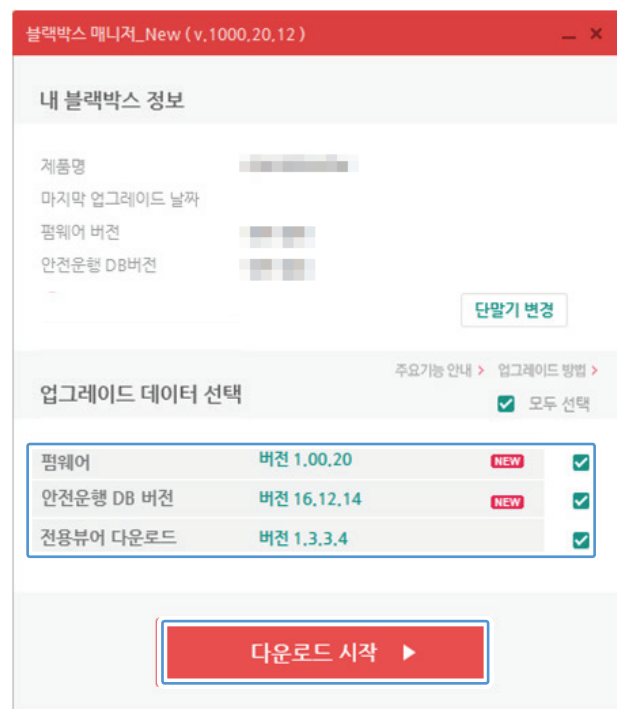 블랙박스 매니저_New ( v.1000.20.12 )
내 블랙박스 정보
제품명
마지막 업그레이드 날짜
펌웨어 버전
안전운행 DB버전
단말기 변경
주요기능 안내 > 업그레이드 방법 >
업그레이드 데이터 선택
모두 선택
펌웨어 버전 1.00.20 NEW
안전운행 DB 버전 버전 16.12.14 NEW
전용뷰어 다운로드 버전 1.3.3.4
다운로드 시작